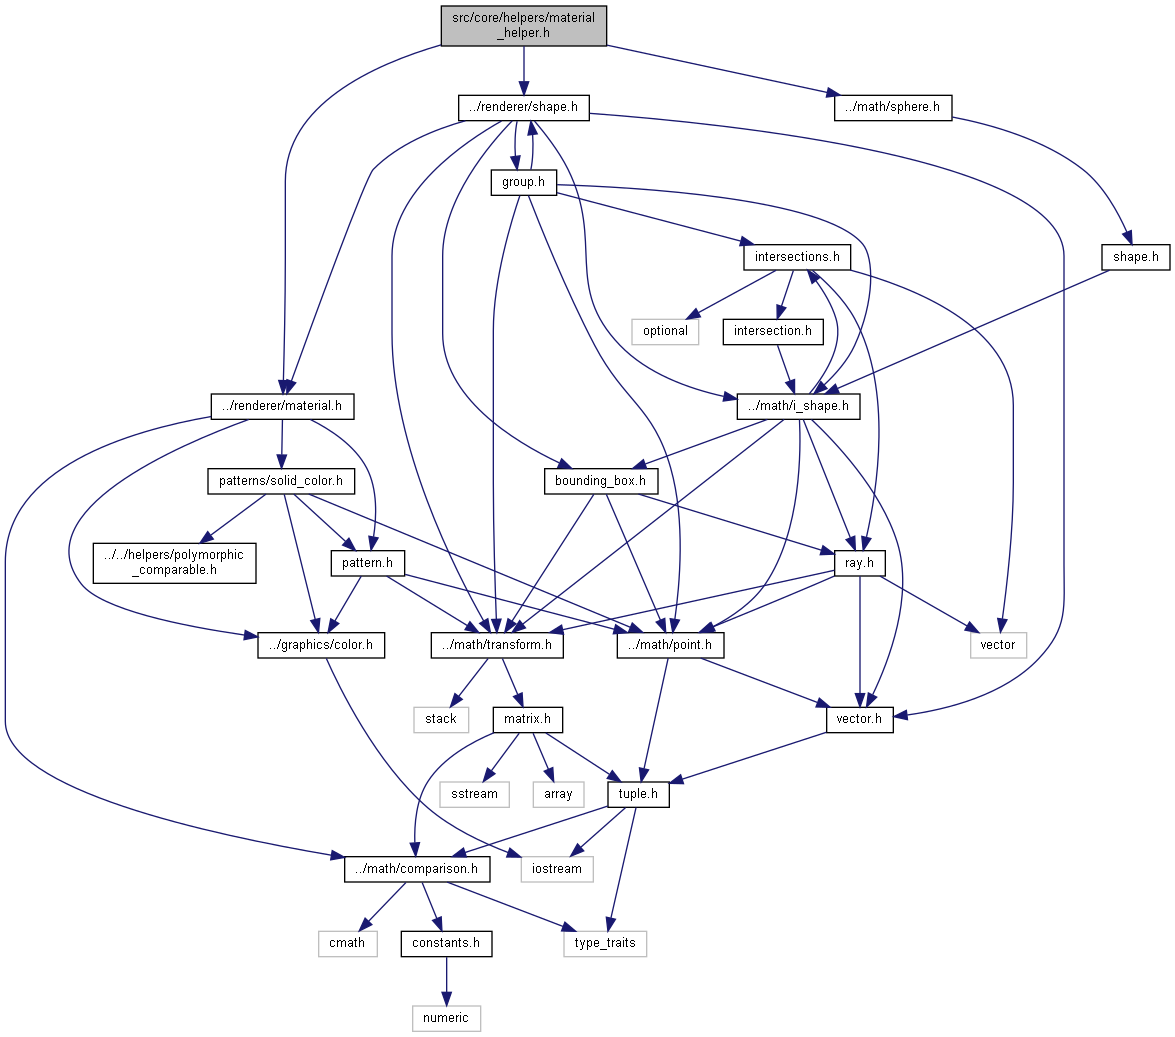 src/core/helpers/material
_helper.h
../renderer/shape.h
../math/sphere.h
group.h
intersections.h
shape.h
optional
intersection.h
../renderer/material.h
../math/i_shape.h
patterns/solid_color.h
bounding_box.h
../../helpers/polymorphic
_comparable.h
pattern.h
ray.h
../graphics/color.h
../math/transform.h
../math/point.h
vector
stack
matrix.h
vector.h
sstream
array
tuple.h
../math/comparison.h
iostream
cmath
constants.h
type_traits
numeric